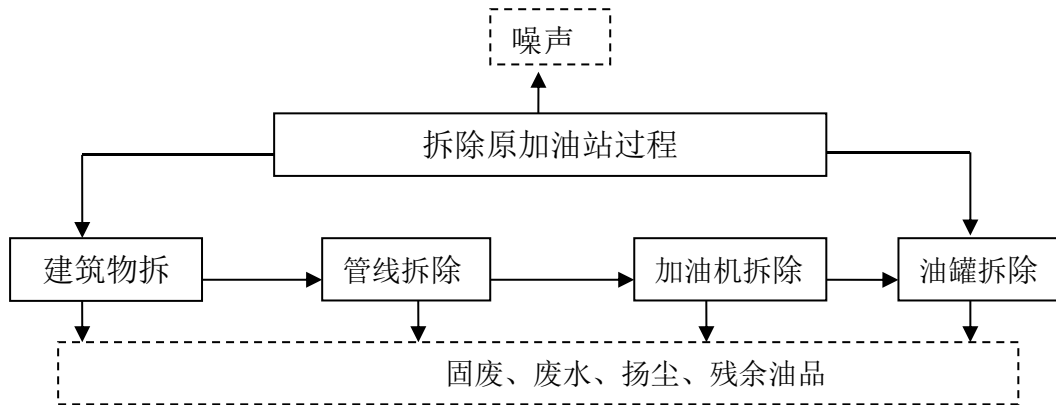 噪声
拆除原加油站过程
建筑物拆
管线拆除
加油机拆除
油罐拆除
固废、废水、扬尘、残余油品